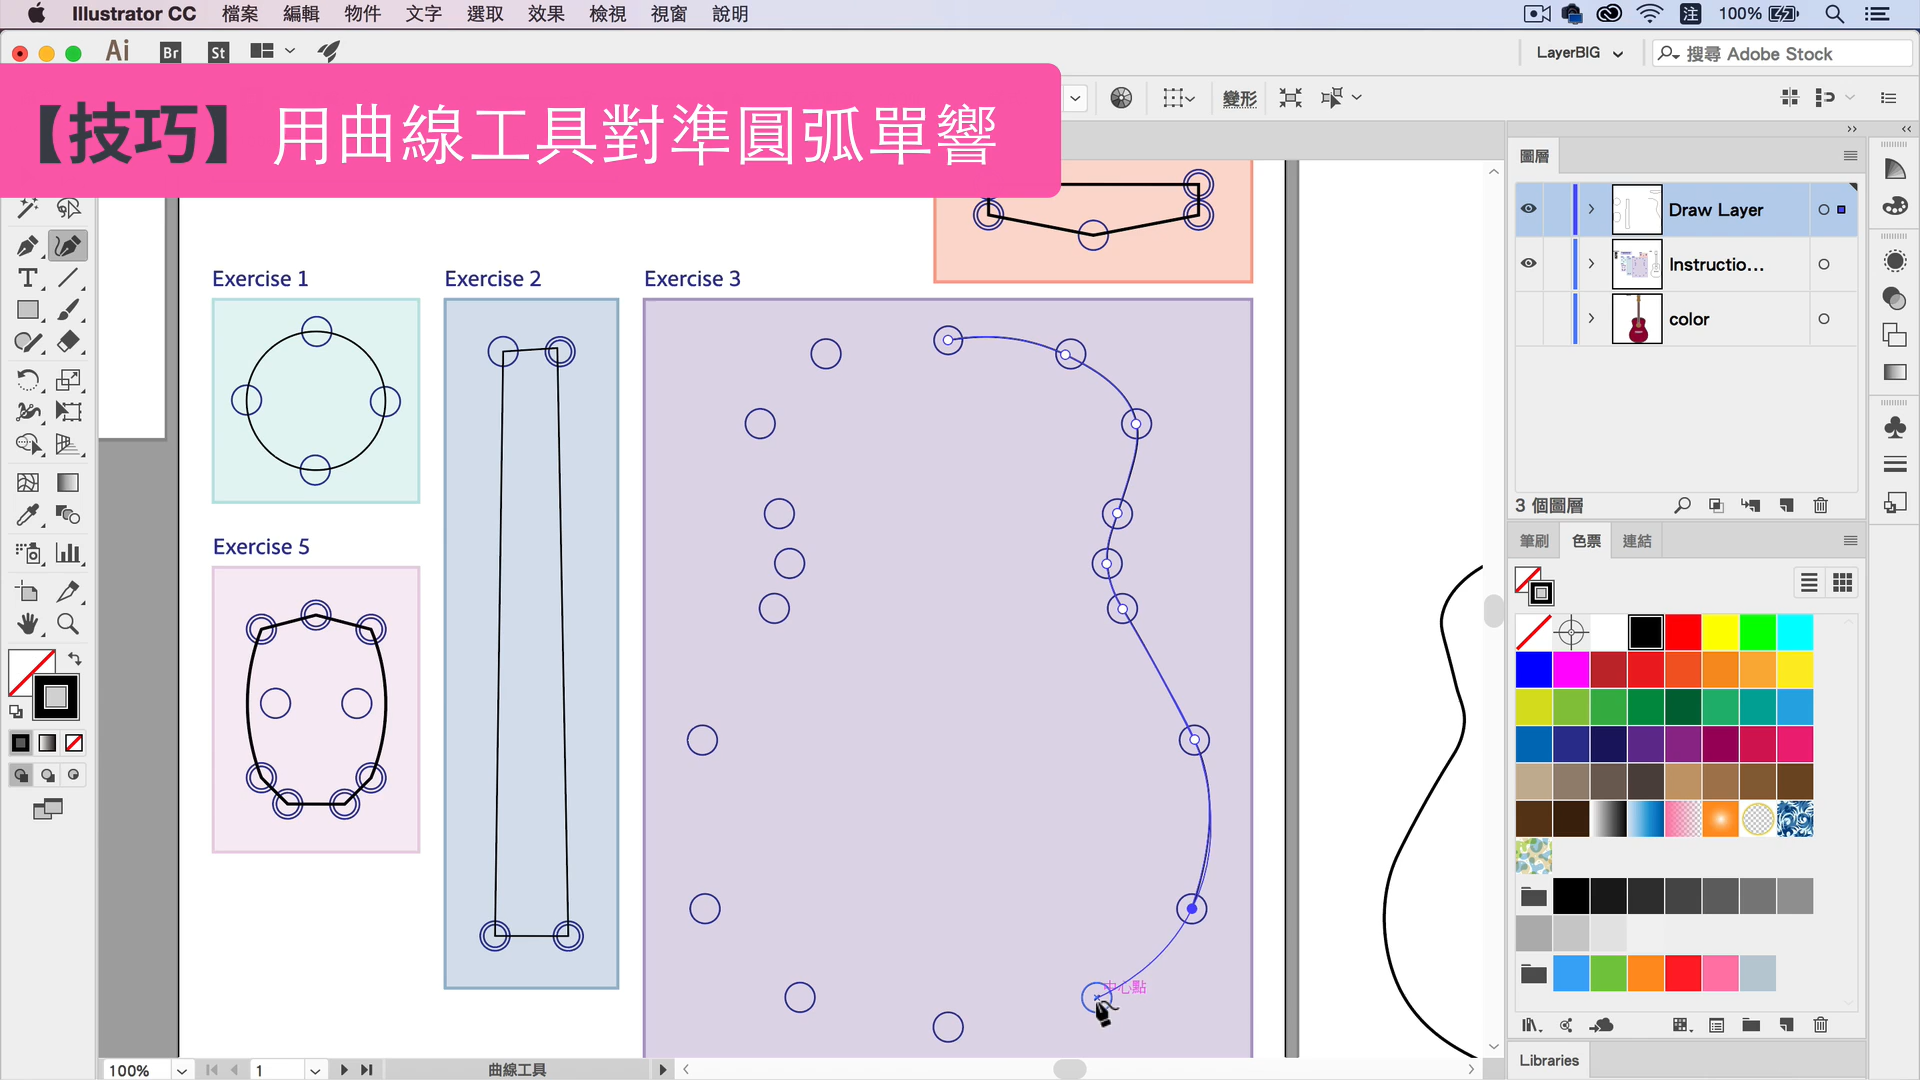 Illustrator CC 檔案 編輯 物件 文字 選取 效果 檢視 視窗 說明 注 100%
Ai Br St LayerBIG 搜尋 Adobe Stock
【技巧】 用曲線工具對準圓弧單響
變形
圖層
Draw Layer
Instructio...
color
3 個圖層
Exercise 1
Exercise 2
Exercise 3
Exercise 5
中心點
筆刷 色票 連結
Libraries
100% 1 曲線工具